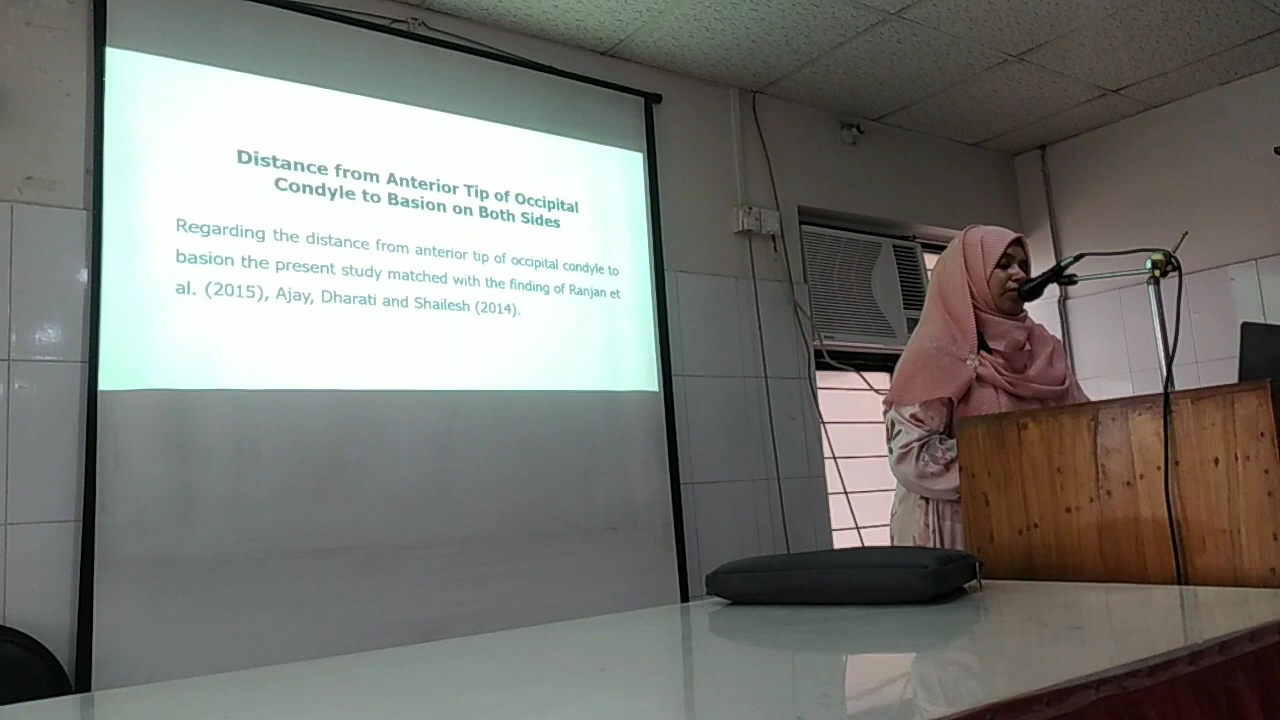 Distance from Anterior Tip of Occipital
Condyle to Basion on Both Sides
Regarding the distance from anterior tip of occipital condyle to
basion the present study matched with the finding of Ranjan et
al. (2015), Ajay, Dharati and Shailesh (2014).